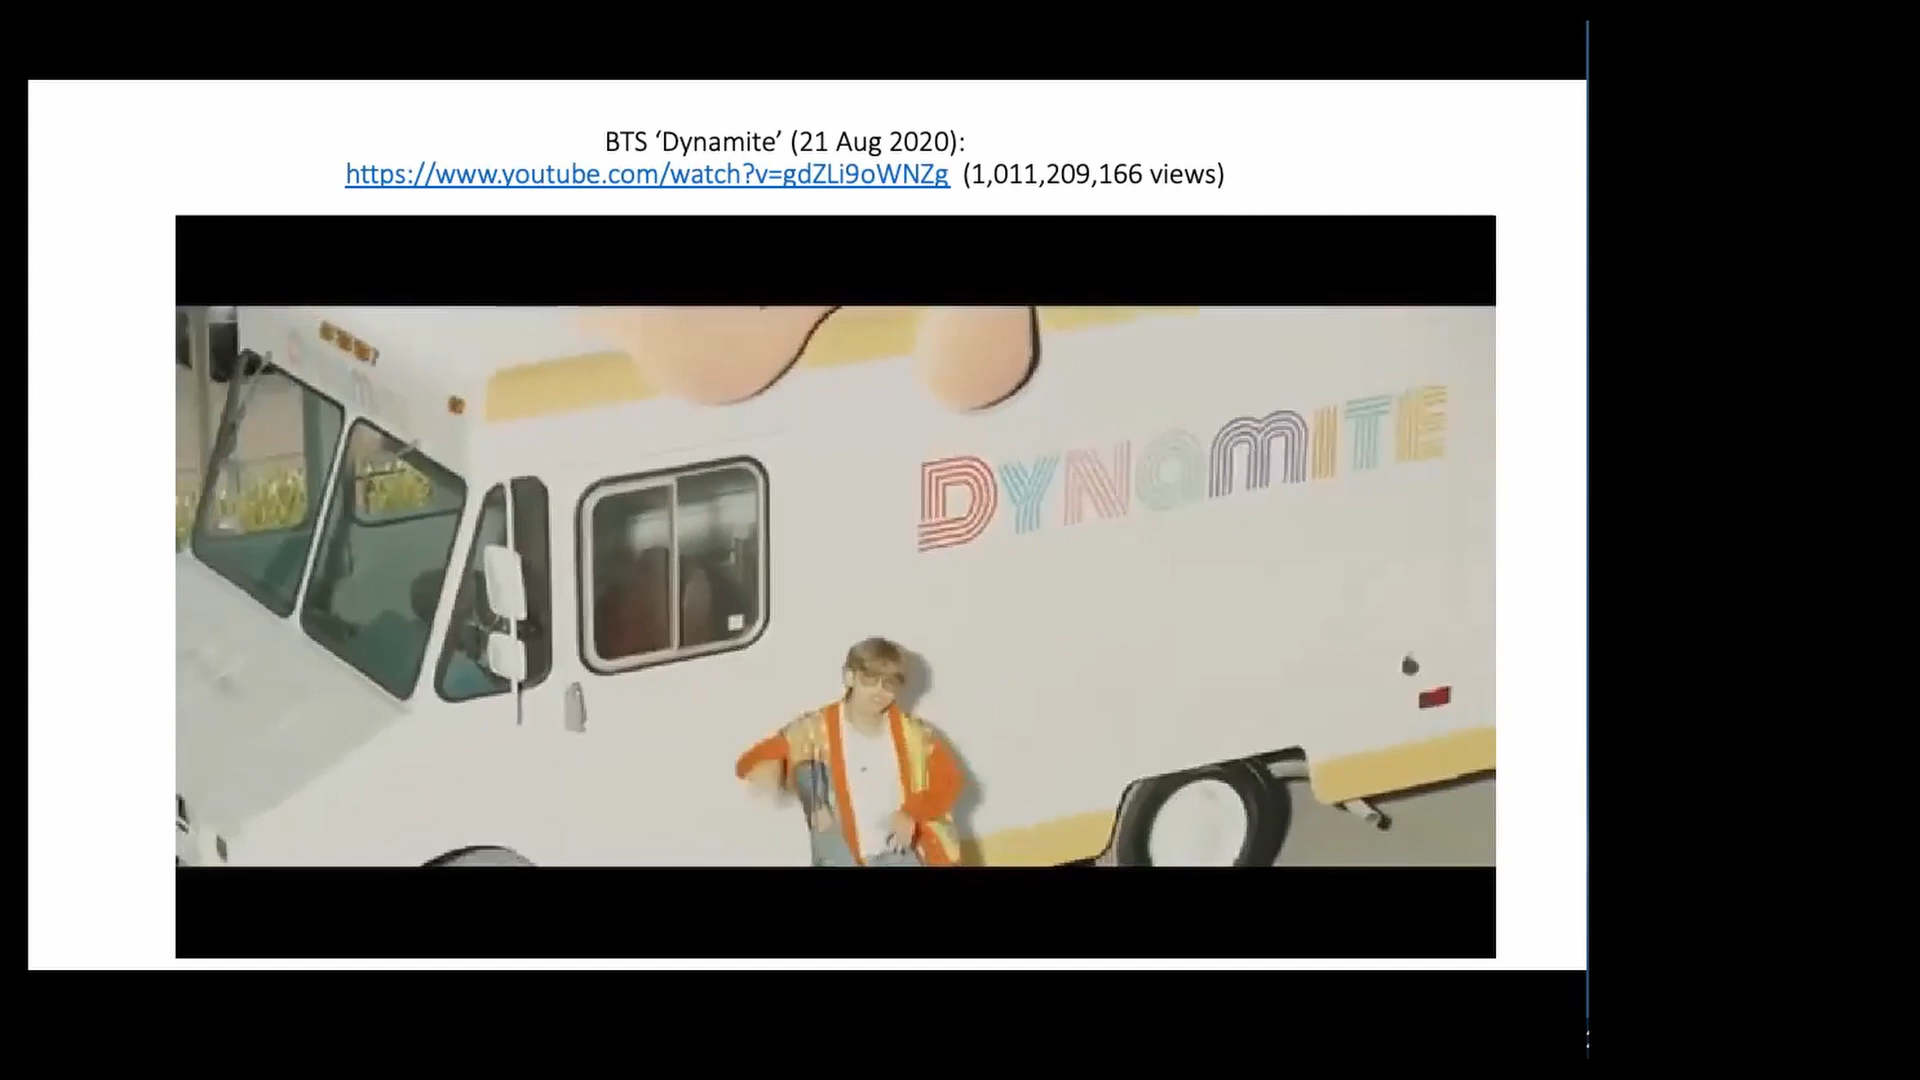 BTS ‘Dynamite’ (21 Aug 2020):
https://www.youtube.com/watch?v=gdZLi9oWNZg (1,011,209,166 views)
DYNAMITE